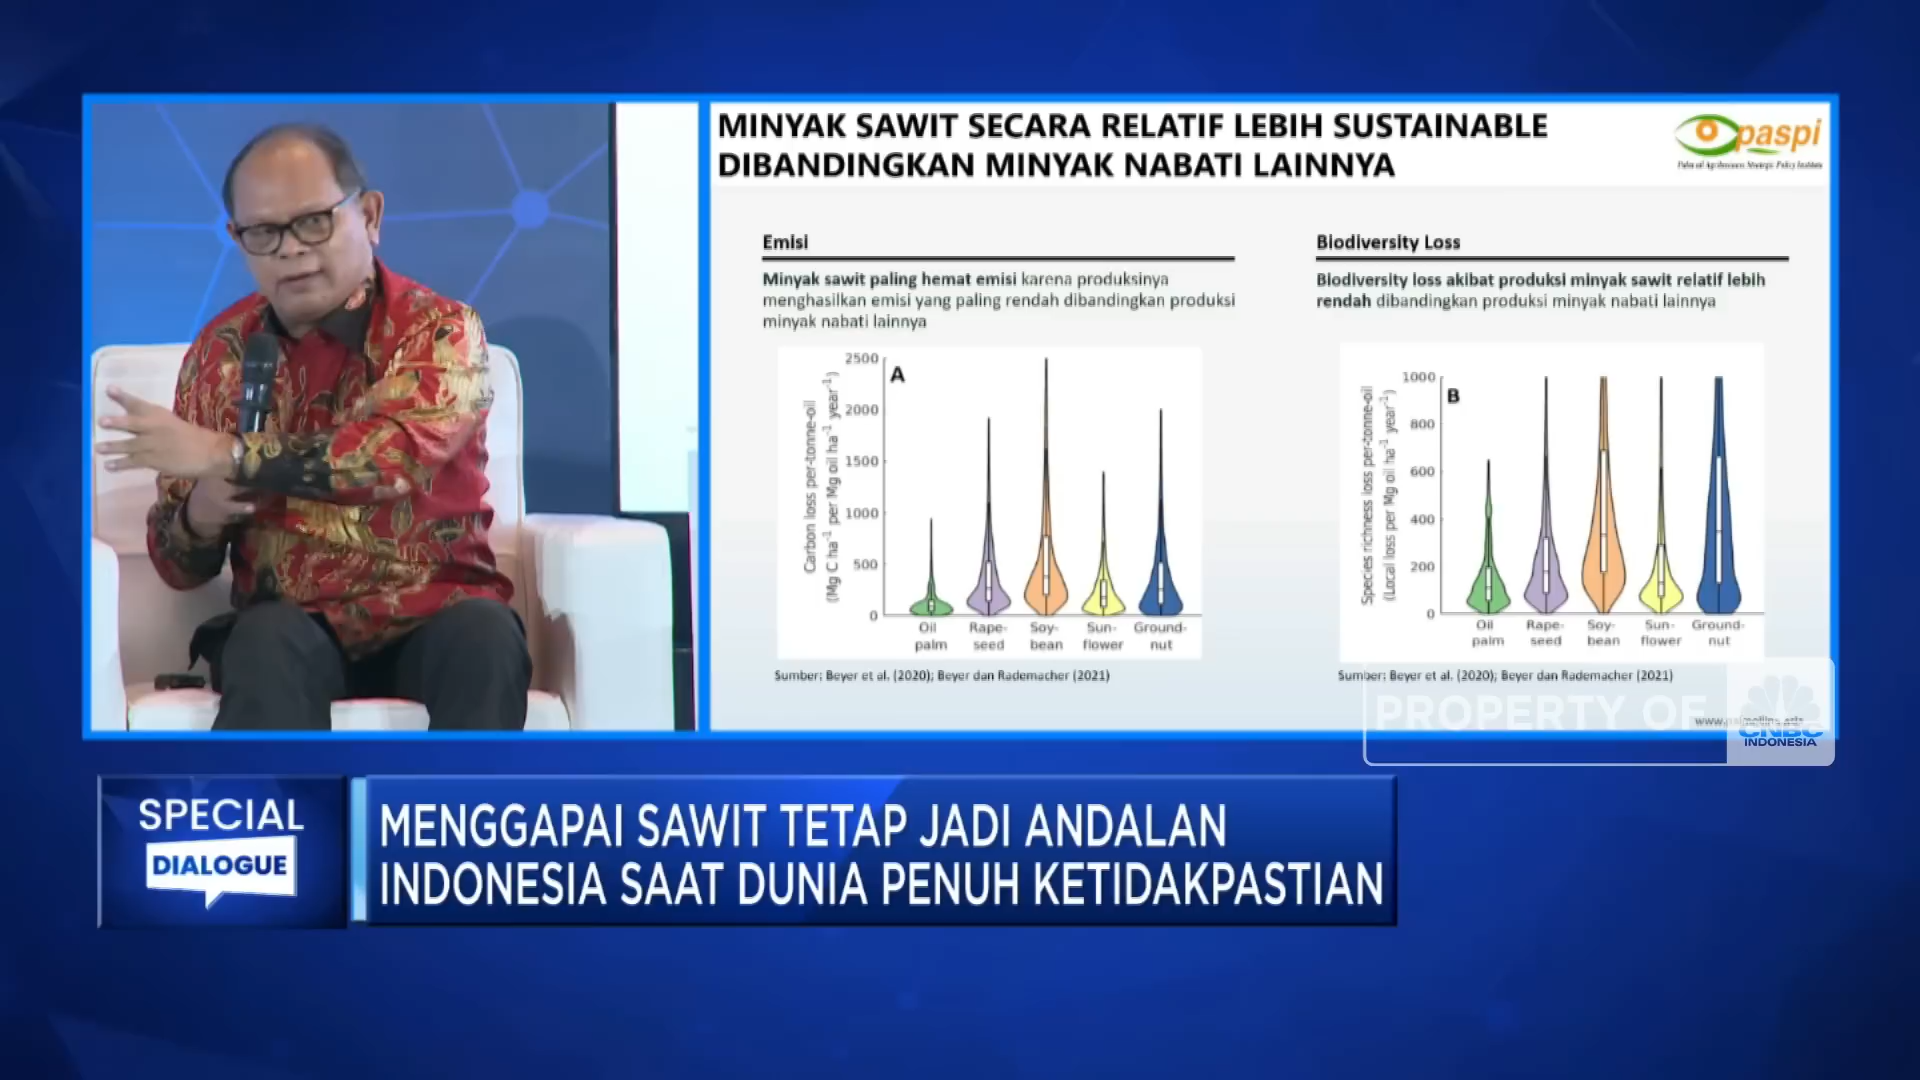 MINYAK SAWIT SECARA RELATIF LEBIH SUSTAINABLE
DIBANDINGKAN MINYAK NABATI LAINNYA
paspi
Palm oil Agribusiness Strategic Policy Institute
Emisi
Minyak sawit paling hemat emisi karena produksinya
menghasilkan emisi yang paling rendah dibandingkan produksi
minyak nabati lainnya
A
Carbon loss per-tonne-oil
(Mg C ha⁻¹ per Mg oil ha⁻¹ year⁻¹)
2500
2000
1500
1000
500
0
Oil palm
Rape-seed
Soy-bean
Sun-flower
Ground-nut
Sumber: Beyer et al. (2020); Beyer dan Rademacher (2021)
Biodiversity Loss
Biodiversity loss akibat produksi minyak sawit relatif lebih
rendah dibandingkan produksi minyak nabati lainnya
B
Species richness loss per-tonne-oil
(Local loss per Mg oil ha⁻¹ year⁻¹)
1000
800
600
400
200
0
Oil palm
Rape-seed
Soy-bean
Sun-flower
Ground-nut
Sumber: Beyer et al. (2020); Beyer dan Rademacher (2021)
PROPERTY OF
CNBC
INDONESIA
SPECIAL
DIALOGUE
MENGGAPAI SAWIT TETAP JADI ANDALAN
INDONESIA SAAT DUNIA PENUH KETIDAKPASTIAN